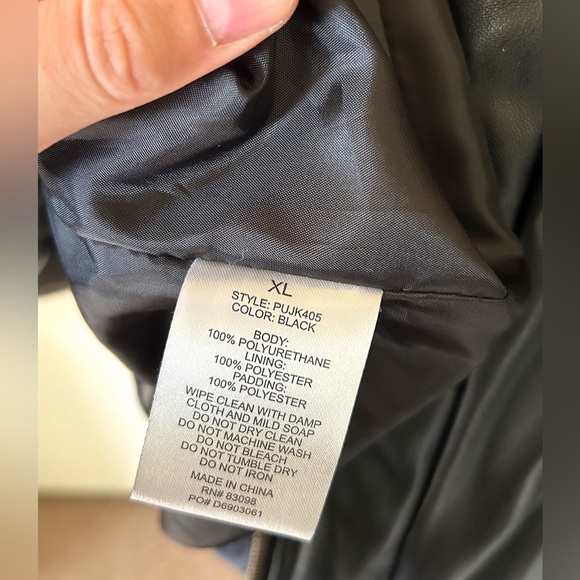 XL
STYLE: PUJK405
COLOR: BLACK
BODY:
100% POLYURETHANE
LINING:
100% POLYESTER
PADDING:
100% POLYESTER
WIPE CLEAN WITH DAMP
CLOTH AND MILD SOAP
DO NOT DRY CLEAN
DO NOT MACHINE WASH
DO NOT BLEACH
DO NOT TUMBLE DRY
DO NOT IRON
MADE IN CHINA
RN# 83098
PO# D6903061